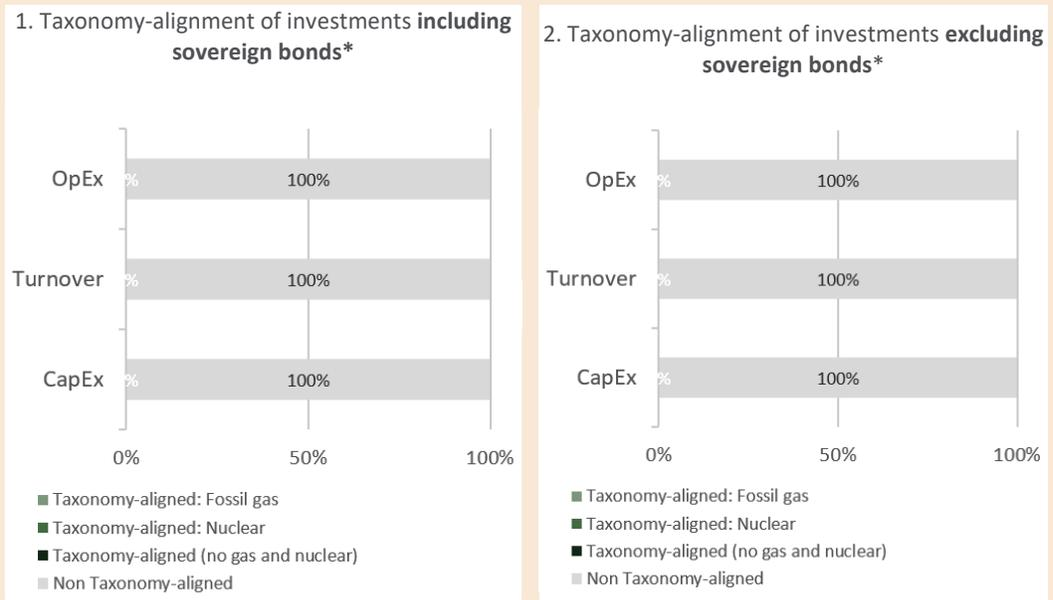 1. Taxonomy-alignment of investments including
sovereign bonds*
OpEx
%
100%
Turnover
%
100%
CapEx
%
100%
0%
50%
100%
Taxonomy-aligned: Fossil gas
Taxonomy-aligned: Nuclear
Taxonomy-aligned (no gas and nuclear)
Non Taxonomy-aligned
2. Taxonomy-alignment of investments excluding
sovereign bonds*
OpEx
%
100%
Turnover
%
100%
CapEx
%
100%
0%
50%
100%
Taxonomy-aligned: Fossil gas
Taxonomy-aligned: Nuclear
Taxonomy-aligned (no gas and nuclear)
Non Taxonomy-aligned